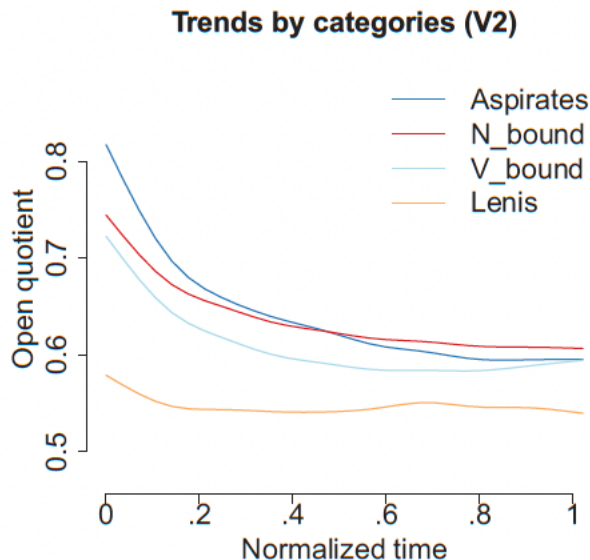 Trends by categories (V2)
Aspirates
N_bound
V_bound
Lenis
Open quotient
0.8
0.7
0.6
0.5
0 .2 .4 .6 .8 1
Normalized time